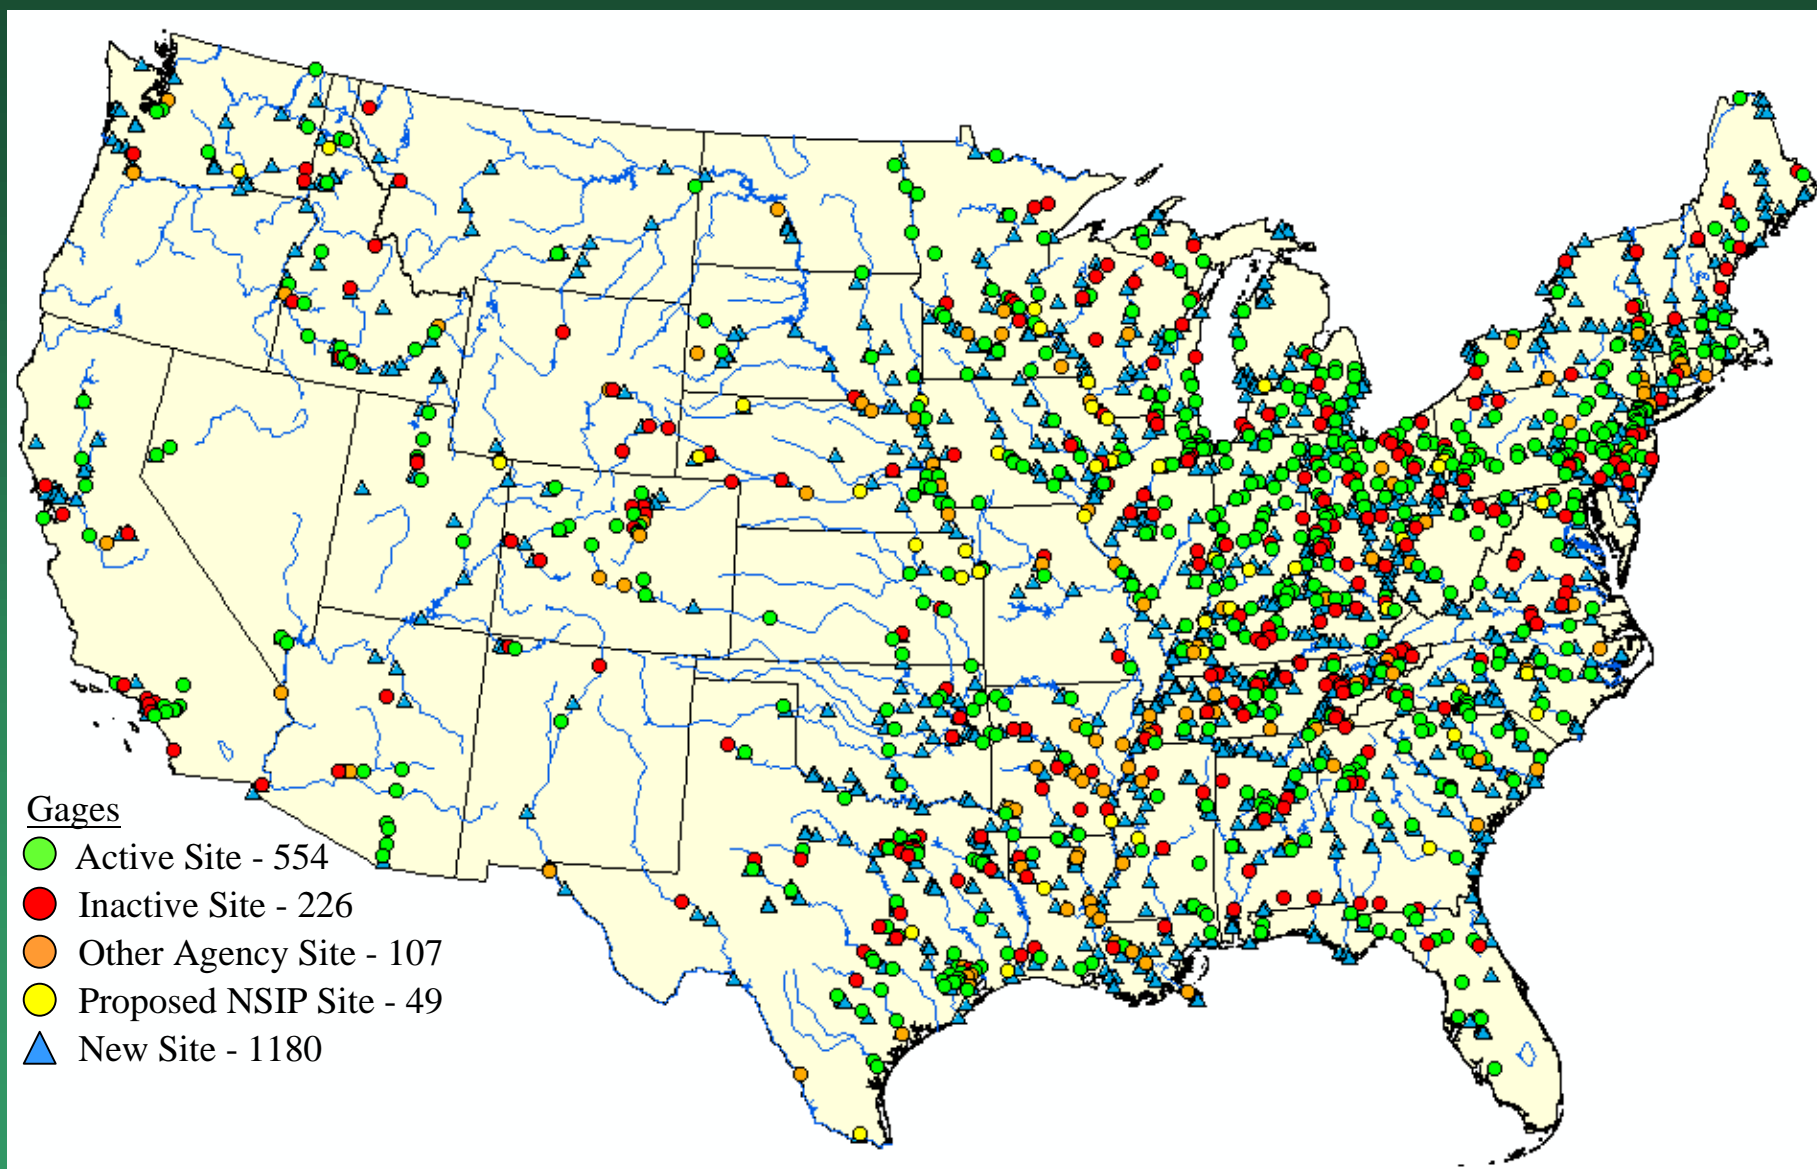 Gages
Active Site - 554
Inactive Site - 226
Other Agency Site - 107
Proposed NSIP Site - 49
New Site - 1180